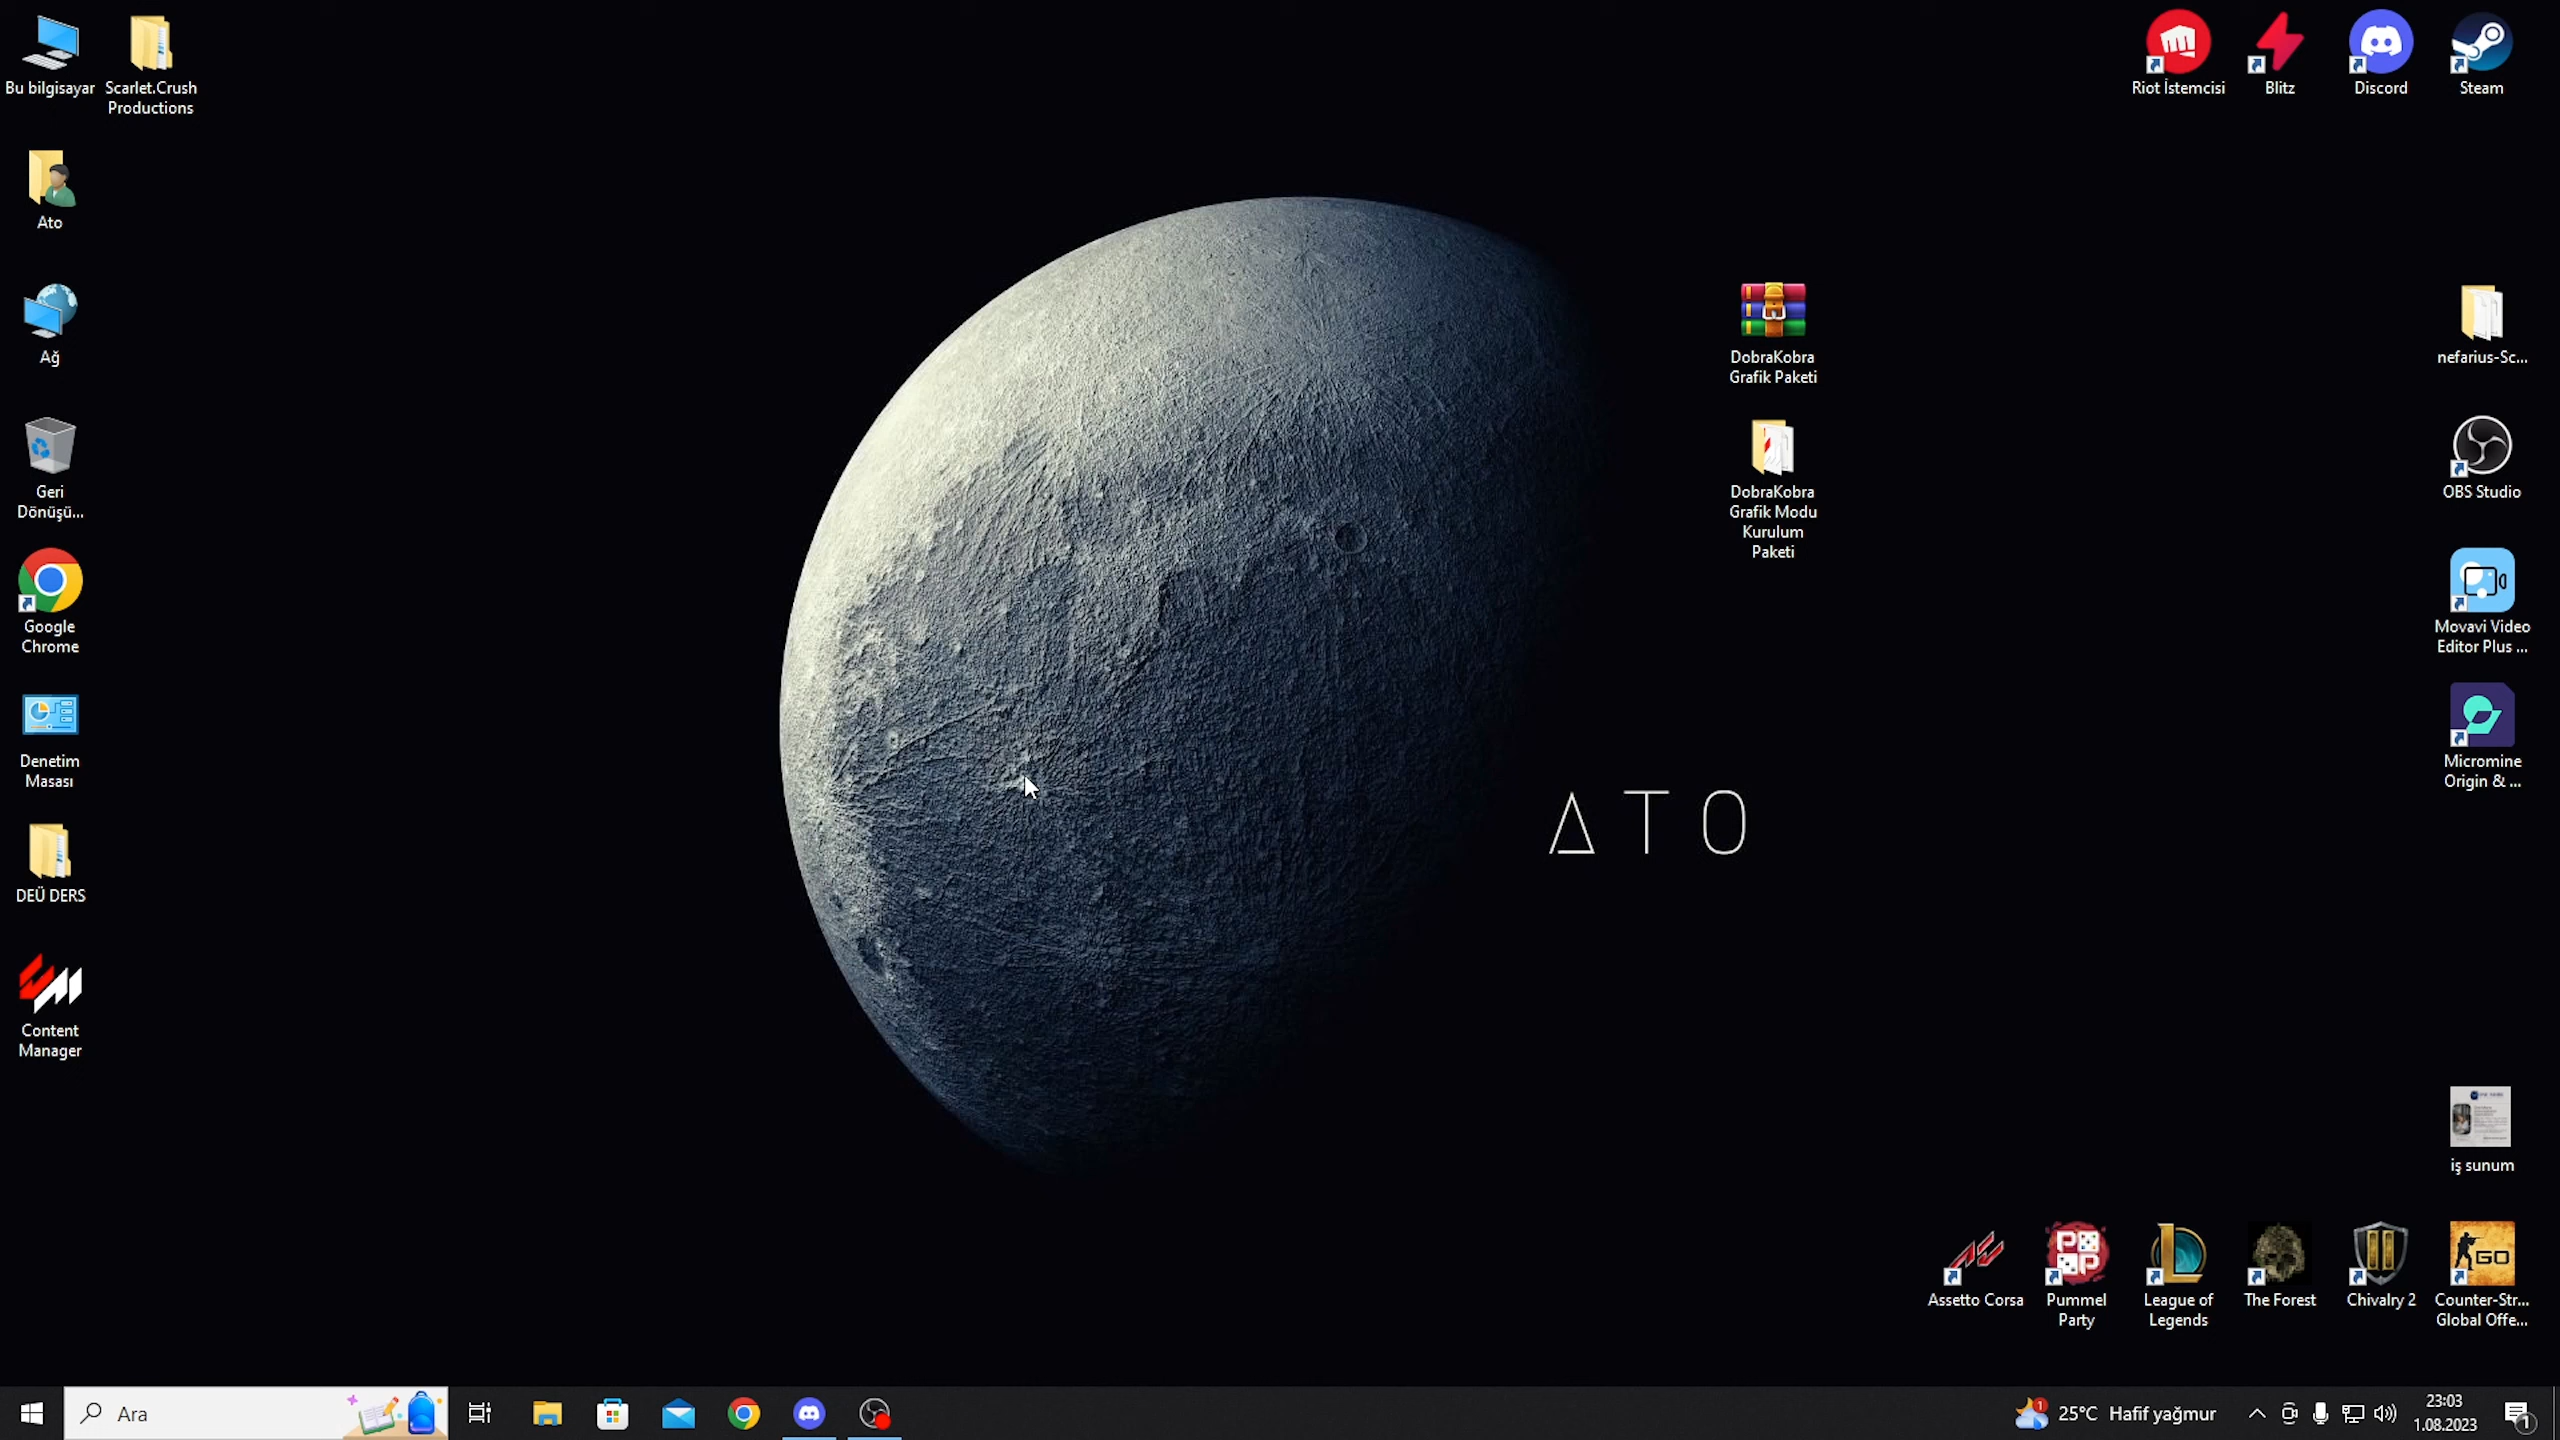 Bu bilgisayar
Scarlet.Crush
Productions
Ato
Ağ
Geri
Dönüşü...
Google
Chrome
Denetim
Masası
DEÜ DERS
Content
Manager
Riot İstemcisi
Blitz
Discord
Steam
DobraKobra
Grafik Paketi
DobraKobra
Grafik Modu
Kurulum
Paketi
nefarius-Sc...
OBS Studio
Movavi Video
Editor Plus ...
Micromine
Origin & ...
ΔTO
iş sunum
Assetto Corsa
Pummel
Party
League of
Legends
The Forest
Chivalry 2
GO
Counter-Str...
Global Offe...
Ara
25°C Hafif yağmur
23:03
1.08.2023